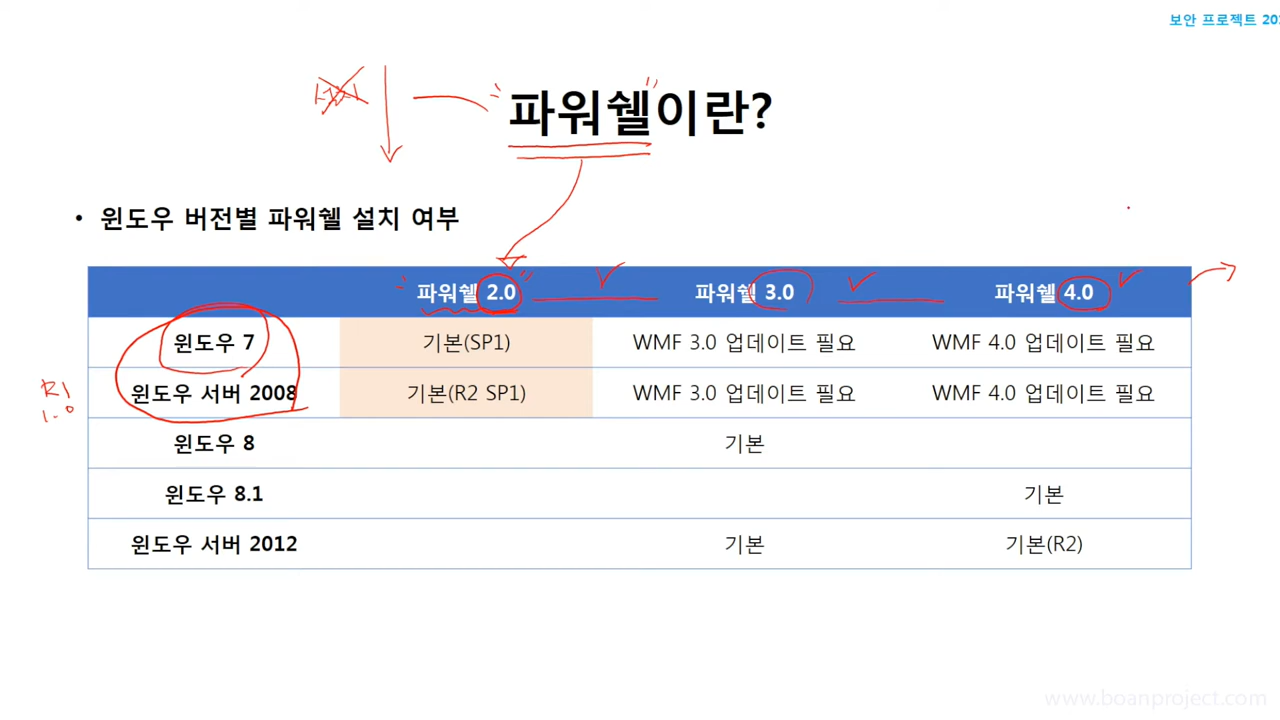 보안 프로젝트 20
파워쉘이란?
• 윈도우 버전별 파워쉘 설치 여부
파워쉘 2.0 파워쉘 3.0 파워쉘 4.0
윈도우 7 기본(SP1) WMF 3.0 업데이트 필요 WMF 4.0 업데이트 필요
R1
윈도우 서버 2008 기본(R2 SP1) WMF 3.0 업데이트 필요 WMF 4.0 업데이트 필요
1.0
윈도우 8 기본
윈도우 8.1 기본
윈도우 서버 2012 기본 기본(R2)
www.boanproject.com